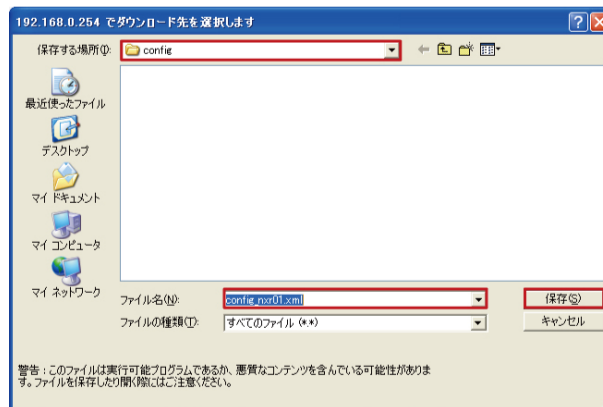 192.168.0.254 でダウンロード先を選択します
保存する場所(I):
config
最近使ったファイル
デスクトップ
マイ ドキュメント
マイ コンピュータ
マイ ネットワーク
ファイル名(N):
config_nxr01.xml
保存(S)
ファイルの種類(T):
すべてのファイル (*.*)
キャンセル
警告：このファイルは実行可能プログラムであるか、悪質なコンテンツを含んでいる可能性がありま
す。ファイルを保存したり開く際にはご注意ください。